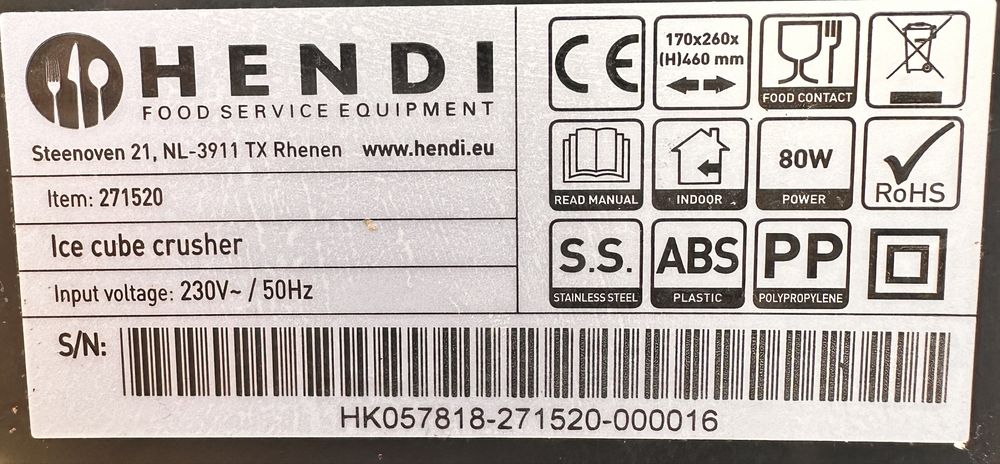 HENDI
FOOD SERVICE EQUIPMENT
Steenoven 21, NL-3911 TX Rhenen www.hendi.eu
Item: 271520
Ice cube crusher
Input voltage: 230V~ / 50Hz
CE
170x260x
(H)460 mm
FOOD CONTACT
READ MANUAL
INDOOR
80W
POWER
RoHS
S.S.
STAINLESS STEEL
ABS
PLASTIC
PP
POLYPROPYLENE
S/N:
HK057818-271520-000016